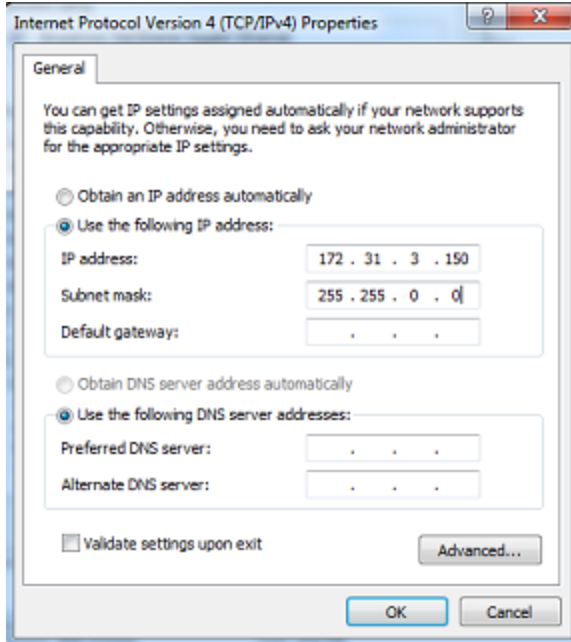 Internet Protocol Version 4 (TCP/IPv4) Properties
General
You can get IP settings assigned automatically if your network supports
this capability. Otherwise, you need to ask your network administrator
for the appropriate IP settings.
Obtain an IP address automatically
Use the following IP address:
IP address: 172 . 31 . 3 . 150
Subnet mask: 255 . 255 . 0 . 0
Default gateway: . . .
Obtain DNS server address automatically
Use the following DNS server addresses:
Preferred DNS server: . . .
Alternate DNS server: . . .
Validate settings upon exit
Advanced...
OK Cancel